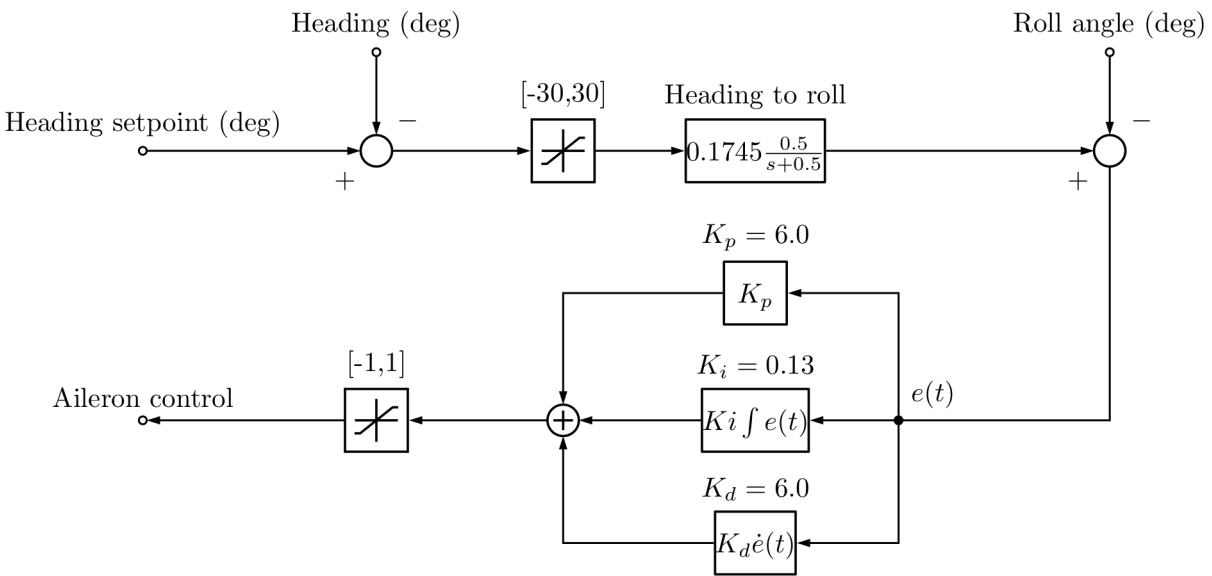 Heading (deg)
Roll angle (deg)
[-30,30]
Heading to roll
Heading setpoint (deg)
−
−
0.1745 0.5/(s+0.5)
+
+
K_p = 6.0
K_p
[-1,1]
K_i = 0.13
Aileron control
e(t)
+
Ki ∫ e(t)
K_d = 6.0
K_d ė(t)